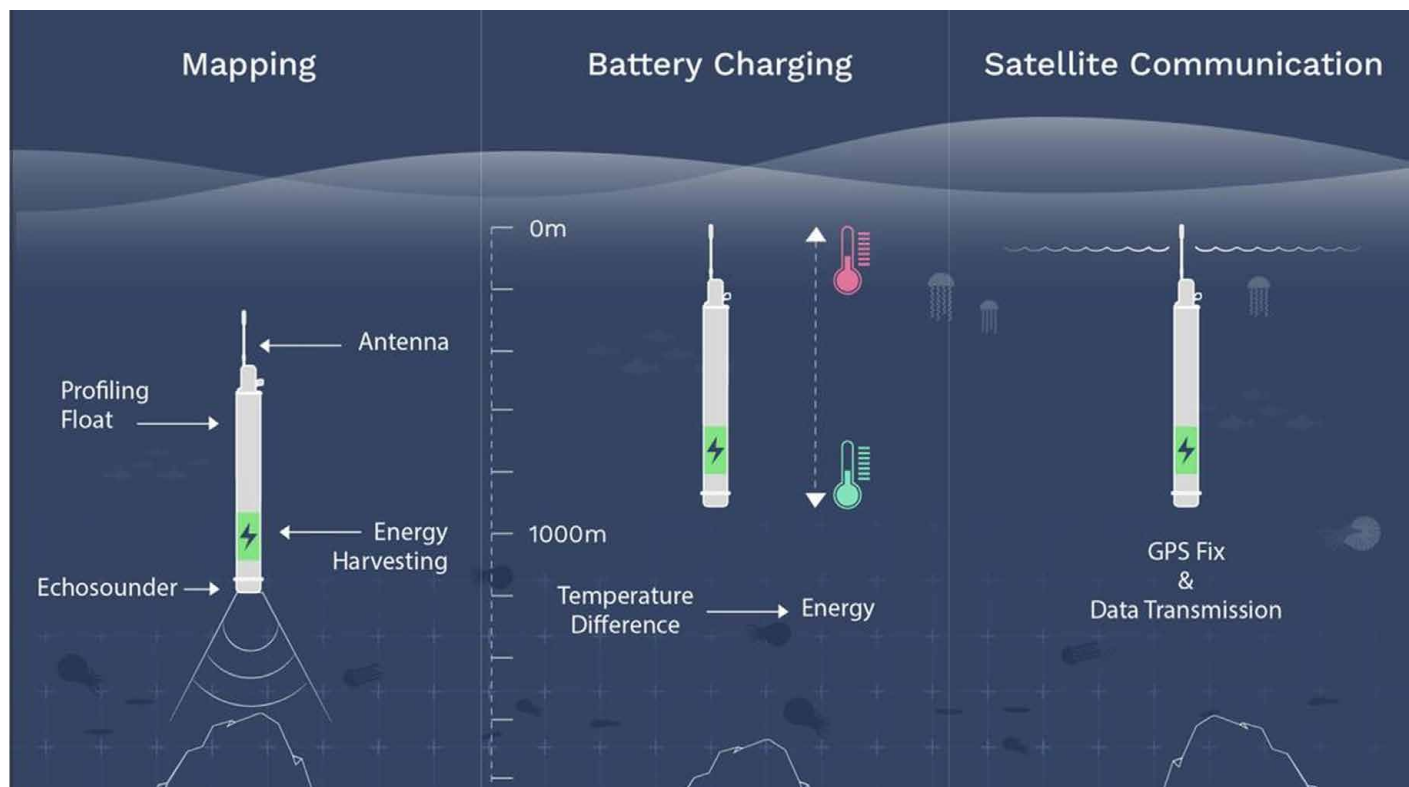 Mapping
Battery Charging
Satellite Communication
0m
Antenna
Profiling
Float
Energy
Harvesting
Echosounder
1000m
Temperature
Difference
Energy
GPS Fix
&
Data Transmission